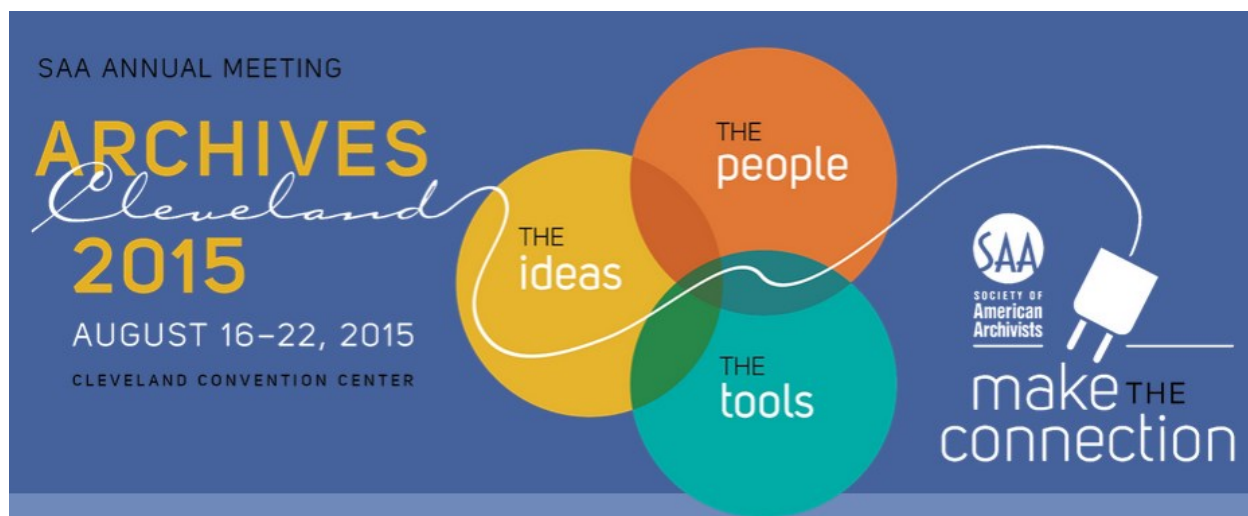 SAA ANNUAL MEETING
ARCHIVES
Cleveland
2015
AUGUST 16–22, 2015
CLEVELAND CONVENTION CENTER
THE
ideas
THE
people
THE
tools
SAA
SOCIETY OF
American
Archivists
make THE
connection